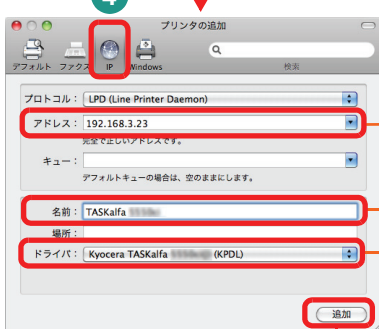 4
プリンタの追加
デフォルト ファクス IP Windows 検索
プロトコル： LPD (Line Printer Daemon)
アドレス： 192.168.3.23
完全で正しいアドレスです。
キュー：
デフォルトキューの場合は、空のままにします。
名前： TASKalfa
場所：
ドライバ： Kyocera TASKalfa (KPDL)
追加